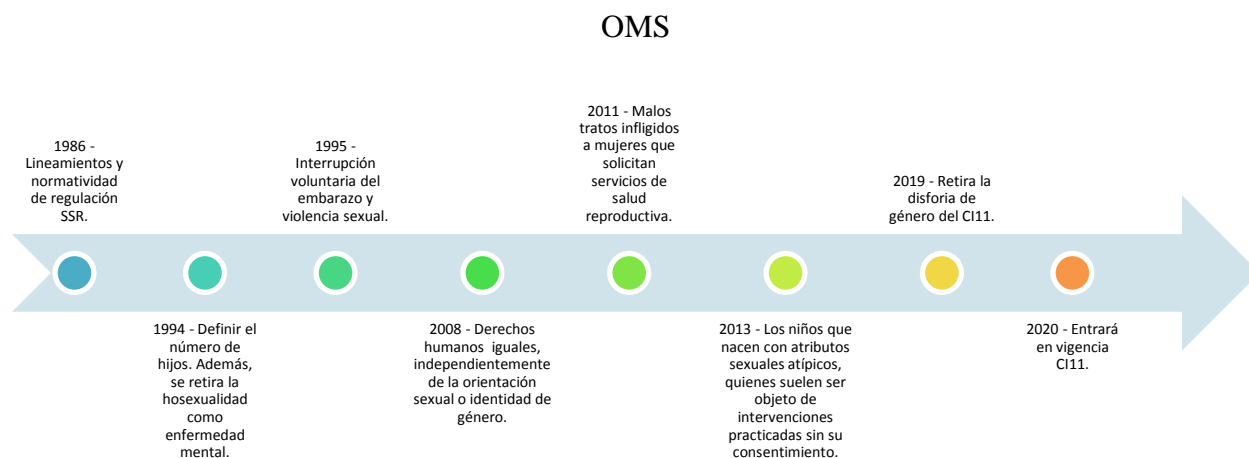 OMS
1986 -
Lineamientos y
normatividad
de regulación
SSR.
1994 - Definir el
número de
hijos. Además,
se retira la
hosexualidad
como
enfermedad
mental.
1995 -
Interrupción
voluntaria del
embarazo y
violencia sexual.
2008 - Derechos
humanos  iguales,
independientemente
de la orientación
sexual o identidad de
género.
2011 - Malos
tratos infligidos
a mujeres que
solicitan
servicios de
salud
reproductiva.
2013 - Los niños que
nacen con atributos
sexuales atípicos,
quienes suelen ser
objeto de
intervenciones
practicadas sin su
consentimiento.
2019 - Retira la
disforia de
género del CI11.
2020 - Entrará
en vigencia
CI11.